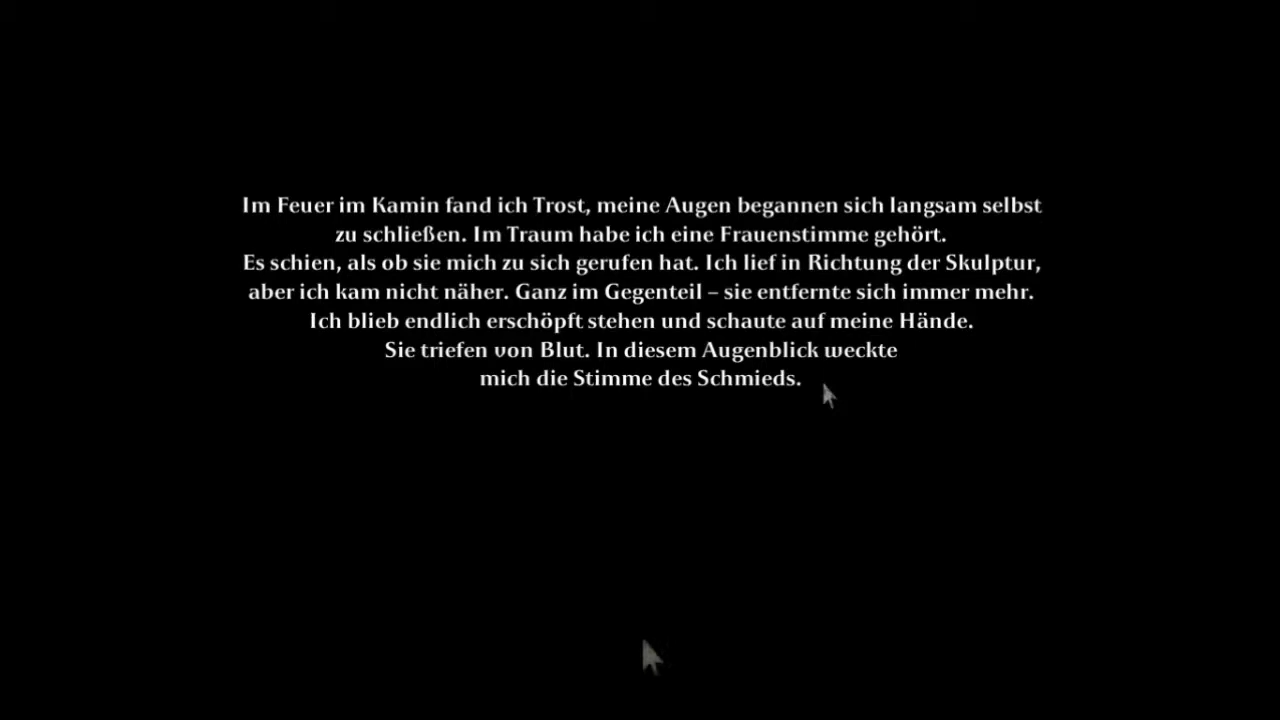 Im Feuer im Kamin fand ich Trost, meine Augen begannen sich langsam selbst
zu schließen. Im Traum habe ich eine Frauenstimme gehört.
Es schien, als ob sie mich zu sich gerufen hat. Ich lief in Richtung der Skulptur,
aber ich kam nicht näher. Ganz im Gegenteil – sie entfernte sich immer mehr.
Ich blieb endlich erschöpft stehen und schaute auf meine Hände.
Sie triefen von Blut. In diesem Augenblick weckte
mich die Stimme des Schmieds.